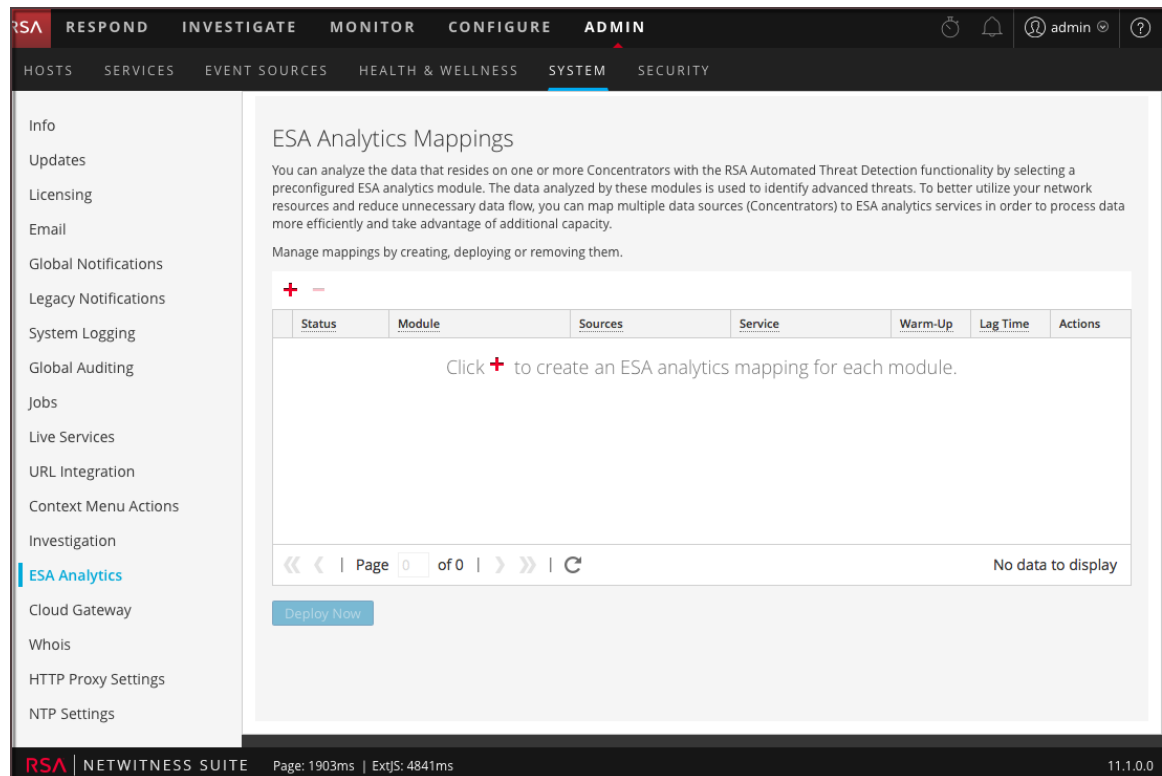 RSA RESPOND INVESTIGATE MONITOR CONFIGURE ADMIN admin ?
HOSTS SERVICES EVENT SOURCES HEALTH & WELLNESS SYSTEM SECURITY
Info
Updates
Licensing
Email
Global Notifications
Legacy Notifications
System Logging
Global Auditing
Jobs
Live Services
URL Integration
Context Menu Actions
Investigation
ESA Analytics
Cloud Gateway
Whois
HTTP Proxy Settings
NTP Settings
ESA Analytics Mappings
You can analyze the data that resides on one or more Concentrators with the RSA Automated Threat Detection functionality by selecting a
preconfigured ESA analytics module. The data analyzed by these modules is used to identify advanced threats. To better utilize your network
resources and reduce unnecessary data flow, you can map multiple data sources (Concentrators) to ESA analytics services in order to process data
more efficiently and take advantage of additional capacity.
Manage mappings by creating, deploying or removing them.
+ −
Status Module Sources Service Warm-Up Lag Time Actions
Click + to create an ESA analytics mapping for each module.
| Page 0 of 0 | | No data to display
Deploy Now
RSA | NETWITNESS SUITE Page: 1903ms | ExtJS: 4841ms 11.1.0.0